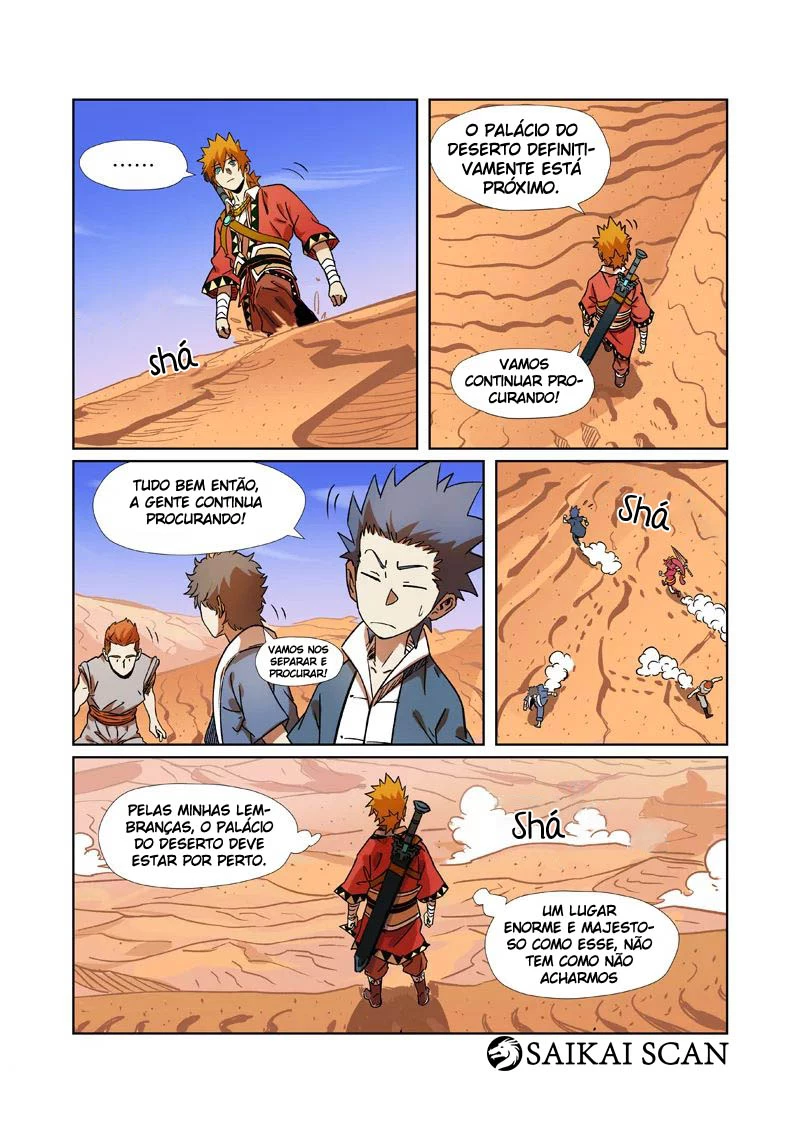 ......
O PALÁCIO DO
DESERTO DEFINITI-
VAMENTE ESTÁ
PRÓXIMO.
Shá
VAMOS
CONTINUAR PRO-
CURANDO!
TUDO BEM ENTÃO,
A GENTE CONTINUA
PROCURANDO!
VAMOS NOS
SEPARAR E
PROCURAR!
Shá
PELAS MINHAS LEM-
BRANÇAS, O PALÁCIO
DO DESERTO DEVE
ESTAR POR PERTO.
Shá
UM LUGAR
ENORME E MAJESTO-
SO COMO ESSE, NÃO
TEM COMO NÃO
ACHARMOS
SAIKAI SCAN